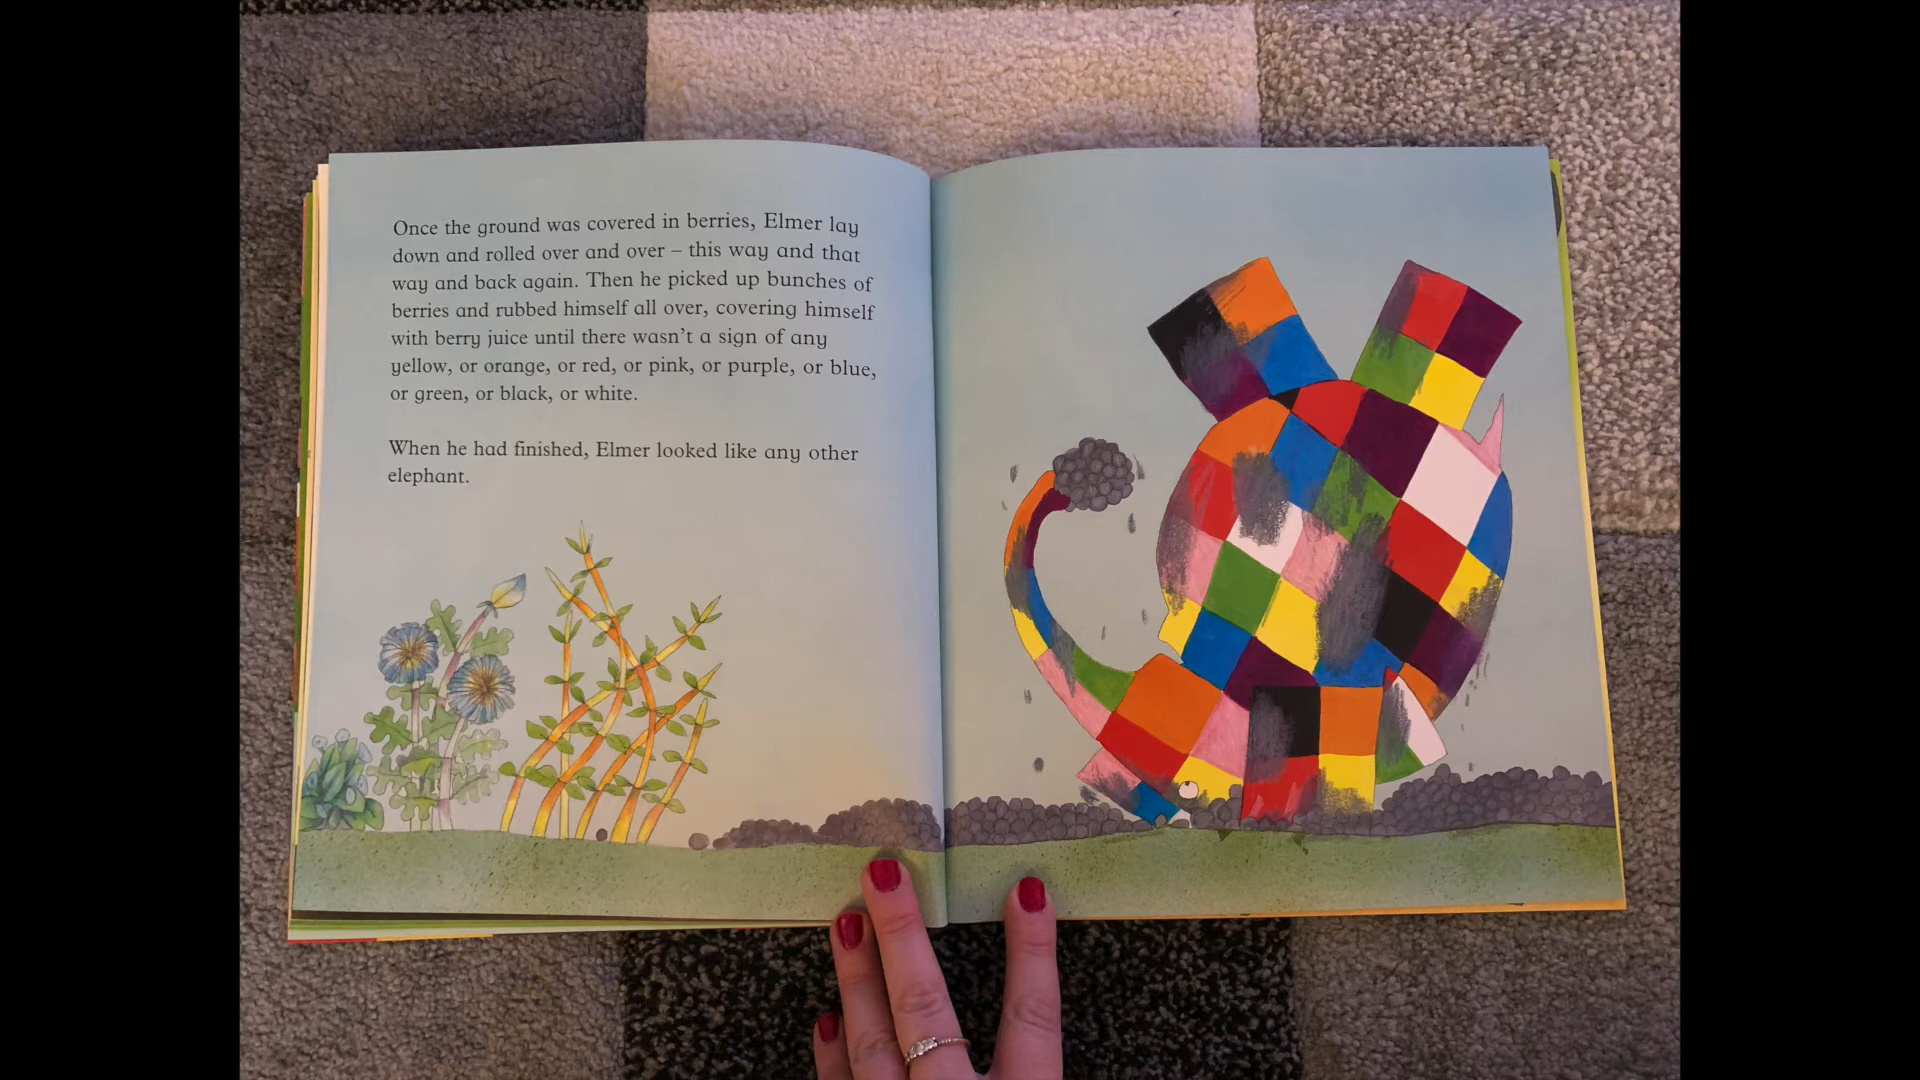 Once the ground was covered in berries, Elmer lay
down and rolled over and over – this way and that
way and back again. Then he picked up bunches of
berries and rubbed himself all over, covering himself
with berry juice until there wasn't a sign of any
yellow, or orange, or red, or pink, or purple, or blue,
or green, or black, or white.
When he had finished, Elmer looked like any other
elephant.